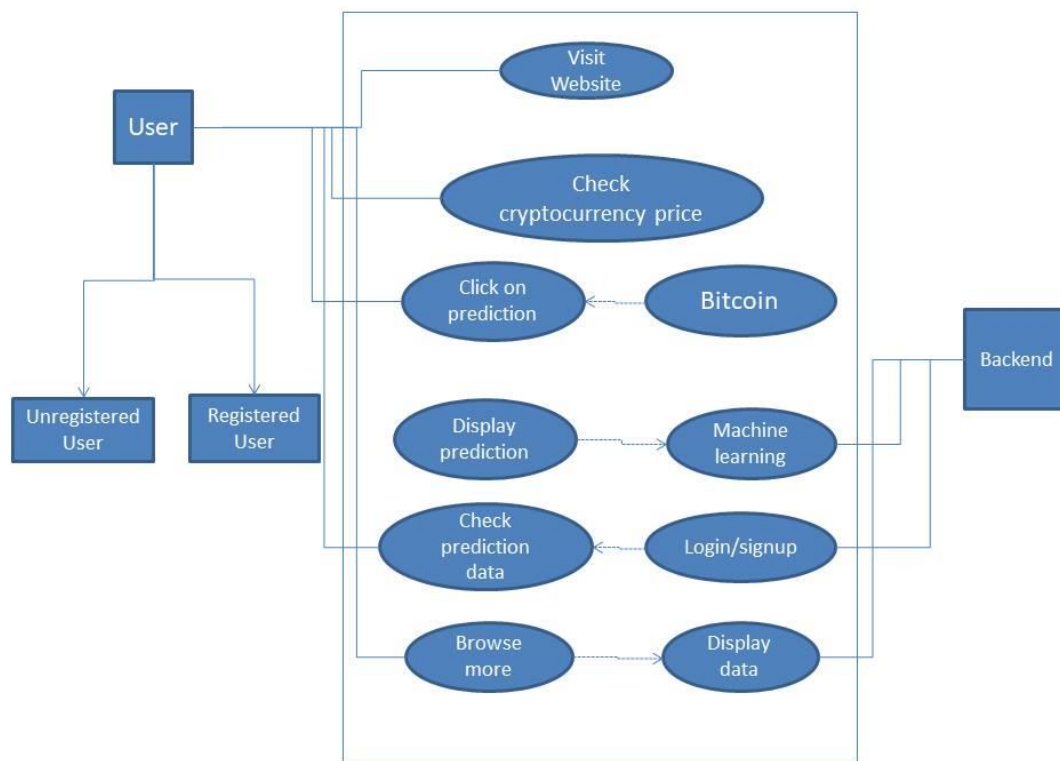 Visit
Website
User
Check
cryptocurrency price
Click on
prediction
Bitcoin
Backend
Unregistered
User
Registered
User
Display
prediction
Machine
learning
Check
prediction
data
Login/signup
Browse
more
Display
data